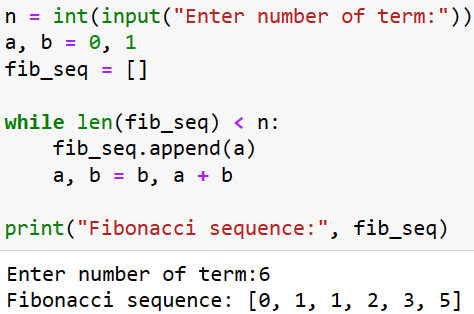 n = int(input("Enter number of term:"))
a, b = 0, 1
fib_seq = []

while len(fib_seq) < n:
    fib_seq.append(a)
    a, b = b, a + b

print("Fibonacci sequence:", fib_seq)
Enter number of term:6
Fibonacci sequence: [0, 1, 1, 2, 3, 5]